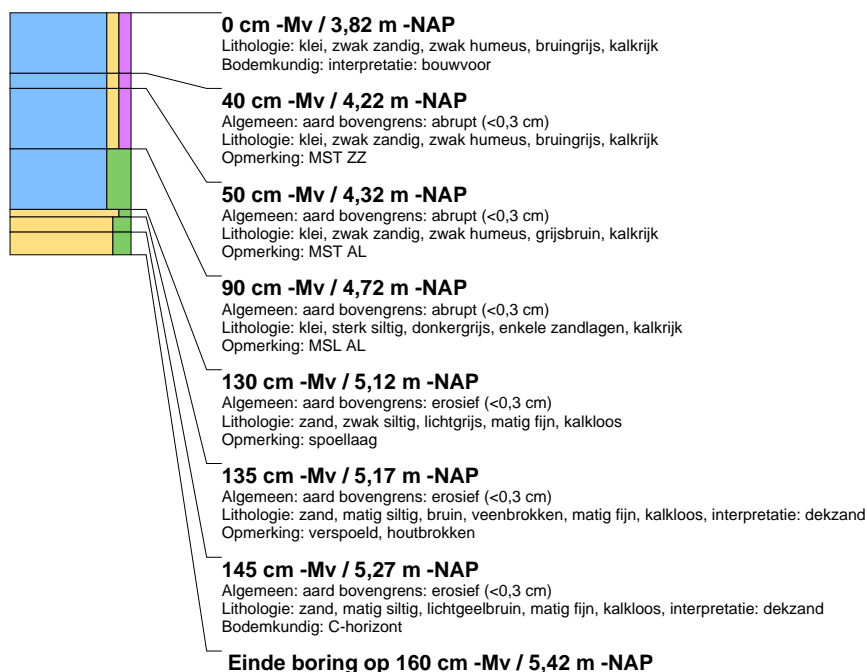 0 cm -Mv / 3,82 m -NAP
Lithologie: klei, zwak zandig, zwak humeus, bruingrijs, kalkrijk
Bodemkundig: interpretatie: bouwvoor
40 cm -Mv / 4,22 m -NAP
Algemeen: aard bovengrens: abrupt (<0,3 cm)
Lithologie: klei, zwak zandig, zwak humeus, bruingrijs, kalkrijk
Opmerking: MST ZZ
50 cm -Mv / 4,32 m -NAP
Algemeen: aard bovengrens: abrupt (<0,3 cm)
Lithologie: klei, zwak zandig, zwak humeus, grijsbruin, kalkrijk
Opmerking: MST AL
90 cm -Mv / 4,72 m -NAP
Algemeen: aard bovengrens: abrupt (<0,3 cm)
Lithologie: klei, sterk siltig, donkergrijs, enkele zandlagen, kalkrijk
Opmerking: MSL AL
130 cm -Mv / 5,12 m -NAP
Algemeen: aard bovengrens: erosief (<0,3 cm)
Lithologie: zand, zwak siltig, lichtgrijs, matig fijn, kalkloos
Opmerking: spoellaag
135 cm -Mv / 5,17 m -NAP
Algemeen: aard bovengrens: erosief (<0,3 cm)
Lithologie: zand, matig siltig, bruin, veenbrokken, matig fijn, kalkloos, interpretatie: dekzand
Opmerking: verspoeld, houtbrokken
145 cm -Mv / 5,27 m -NAP
Algemeen: aard bovengrens: erosief (<0,3 cm)
Lithologie: zand, matig siltig, lichtgeelbruin, matig fijn, kalkloos, interpretatie: dekzand
Bodemkundig: C-horizont
Einde boring op 160 cm -Mv / 5,42 m -NAP